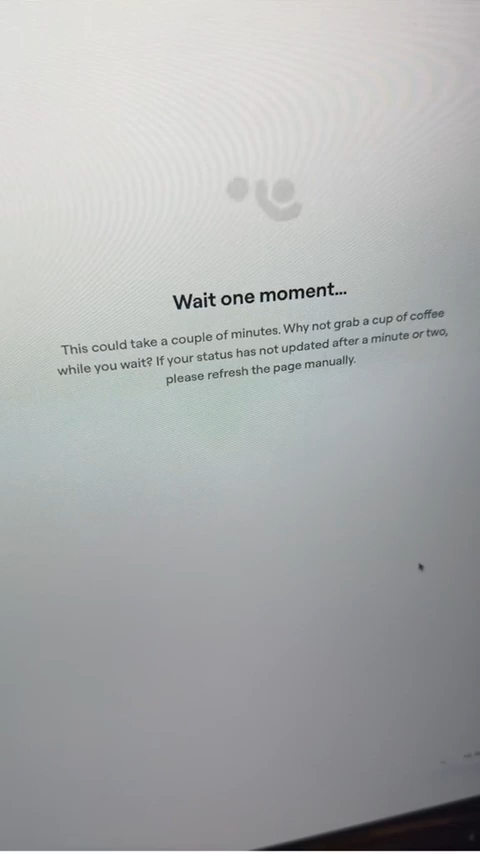 Wait one moment...
This could take a couple of minutes. Why not grab a cup of coffee
while you wait? If your status has not updated after a minute or two,
please refresh the page manually.